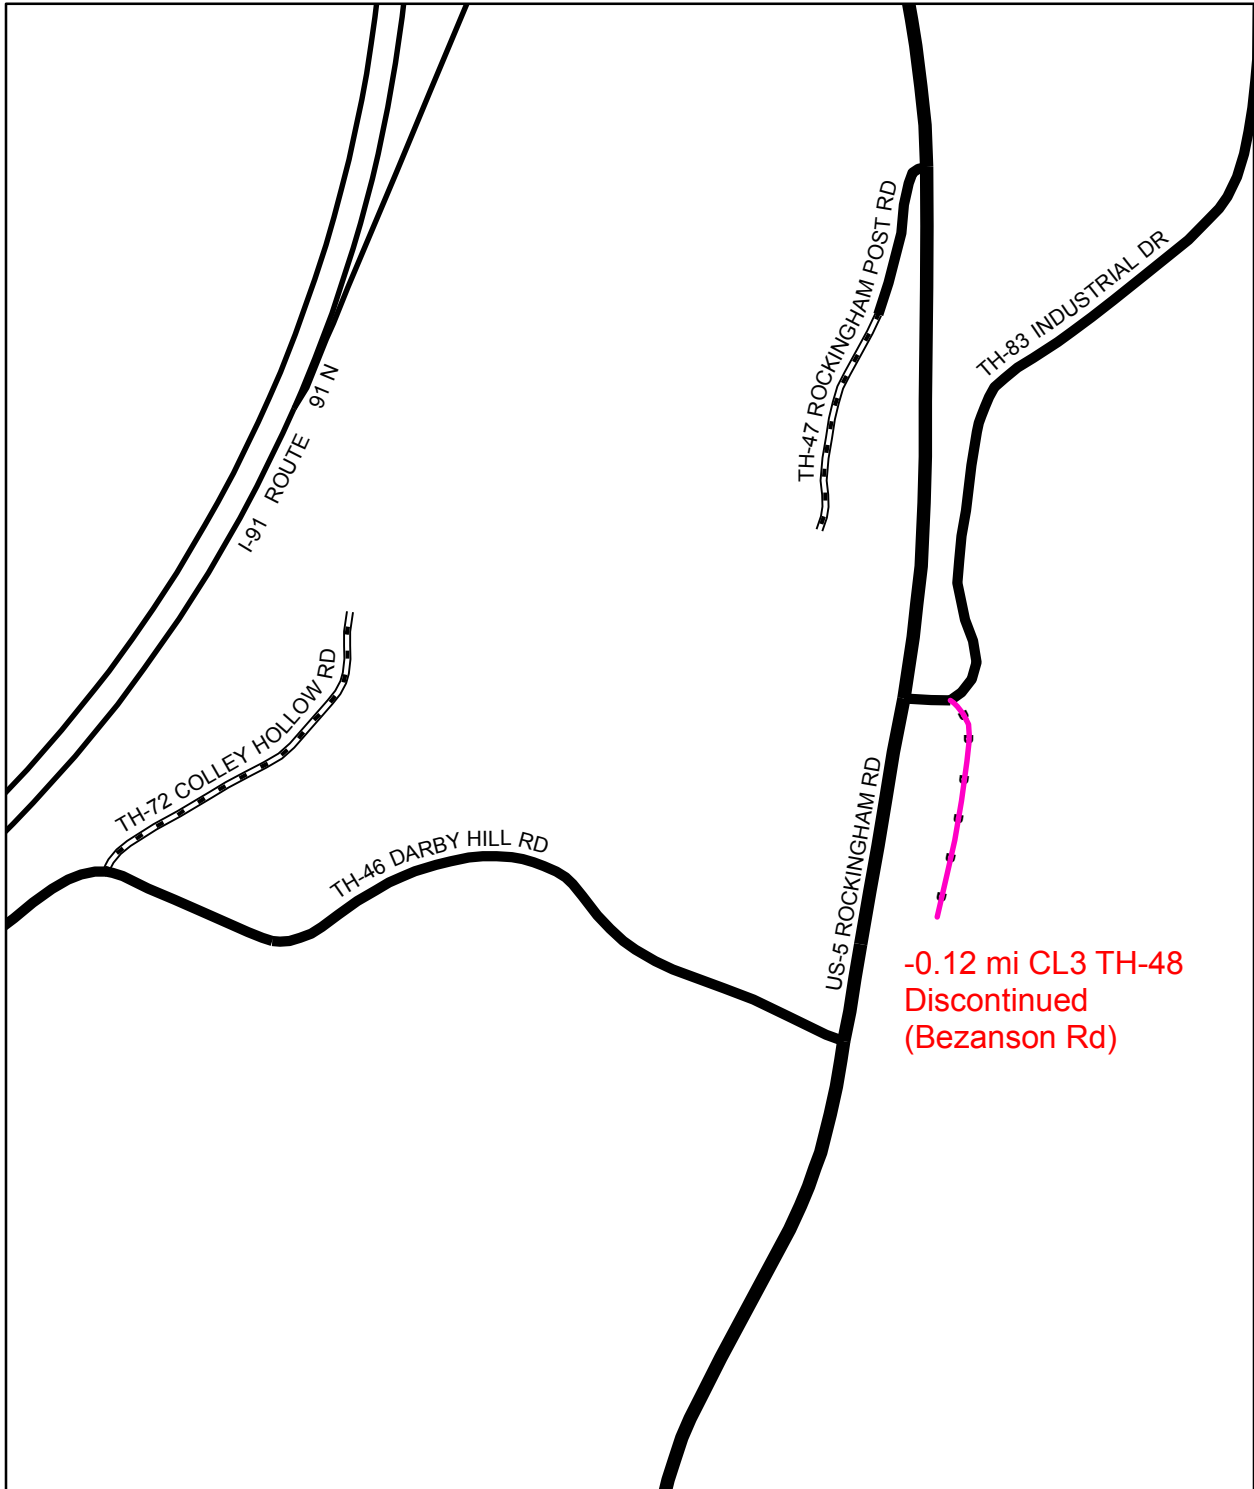 TH-47 ROCKINGHAM POST RD
TH-83 INDUSTRIAL DR
I-91 ROUTE 91 N
TH-72 COLLEY HOLLOW RD
TH-46 DARBY HILL RD
US-5 ROCKINGHAM RD
-0.12 mi CL3 TH-48
Discontinued
(Bezanson Rd)